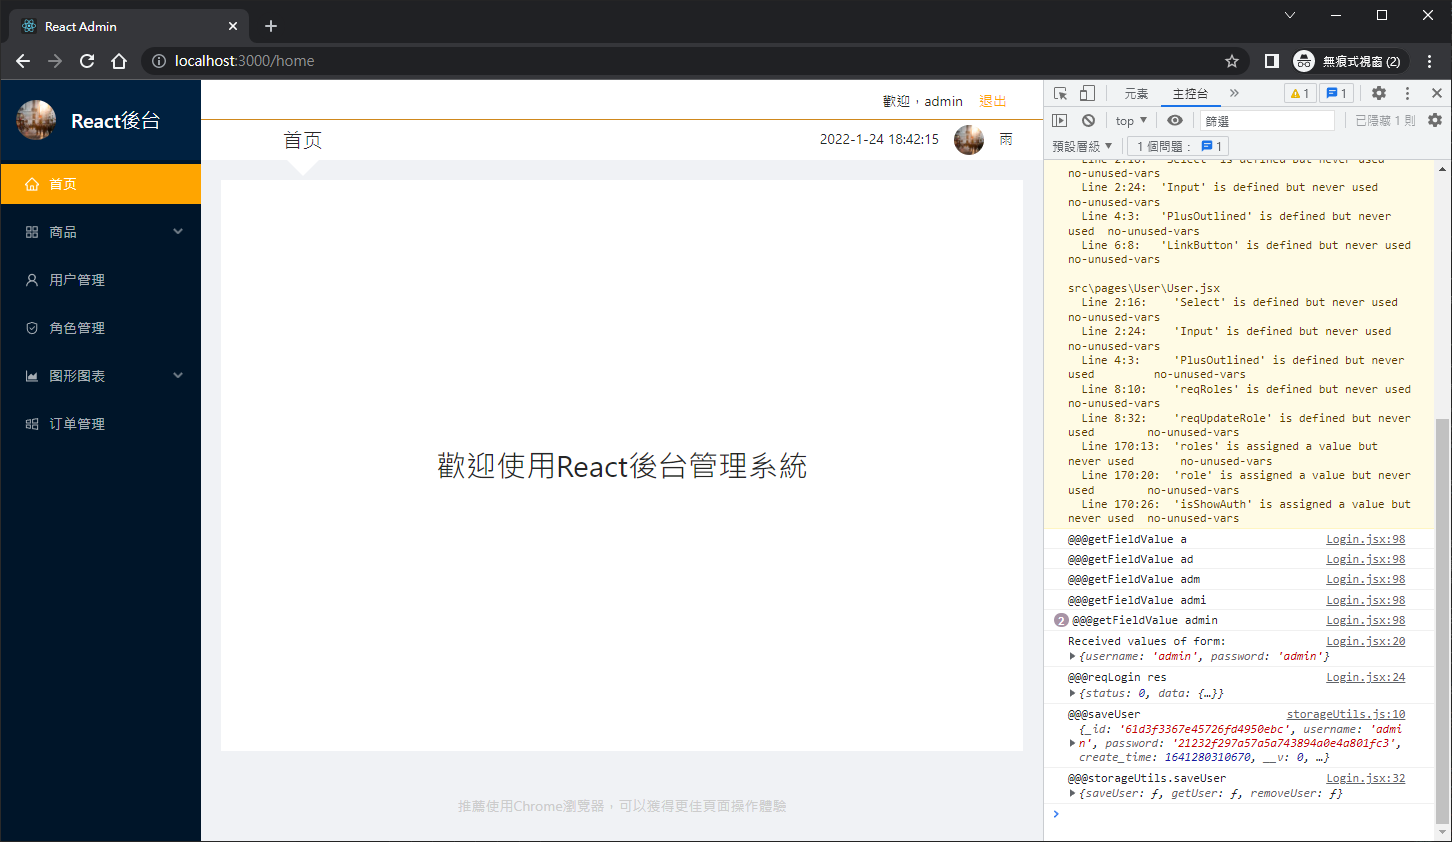 React Admin
localhost:3000/home
無痕式視窗 (2)
React後台
首页
商品
用户管理
角色管理
图形图表
订单管理
歡迎，admin 退出
首页
2022-1-24 18:42:15 雨
歡迎使用React後台管理系統
推薦使用Chrome瀏覽器，可以獲得更佳頁面操作體驗
元素 主控台 » 1 1
top ▼ 篩選 已隱藏 1 則
預設層級 ▼ 1 個問題： 1
Line 2:16: 'Select' is defined but never used
no-unused-vars
Line 2:24: 'Input' is defined but never used
no-unused-vars
Line 4:3: 'PlusOutlined' is defined but never
used no-unused-vars
Line 6:8: 'LinkButton' is defined but never used
no-unused-vars
src\pages\User\User.jsx
Line 2:16: 'Select' is defined but never used
no-unused-vars
Line 2:24: 'Input' is defined but never used
no-unused-vars
Line 4:3: 'PlusOutlined' is defined but never
used no-unused-vars
Line 8:10: 'reqRoles' is defined but never used
no-unused-vars
Line 8:32: 'reqUpdateRole' is defined but never
used no-unused-vars
Line 170:13: 'roles' is assigned a value but
never used no-unused-vars
Line 170:20: 'role' is assigned a value but never
used no-unused-vars
Line 170:26: 'isShowAuth' is assigned a value but
never used no-unused-vars
@@@getFieldValue a Login.jsx:98
@@@getFieldValue ad Login.jsx:98
@@@getFieldValue adm Login.jsx:98
@@@getFieldValue admi Login.jsx:98
2 @@@getFieldValue admin Login.jsx:98
Received values of form: Login.jsx:20
{username: 'admin', password: 'admin'}
@@@reqLogin res Login.jsx:24
{status: 0, data: {…}}
@@@saveUser storageUtils.js:10
{_id: '61d3f3367e45726fd4950ebc', username: 'admi
n', password: '21232f297a57a5a743894a0e4a801fc3',
create_time: 1641280310670, __v: 0, …}
@@@storageUtils.saveUser Login.jsx:32
{saveUser: ƒ, getUser: ƒ, removeUser: ƒ}